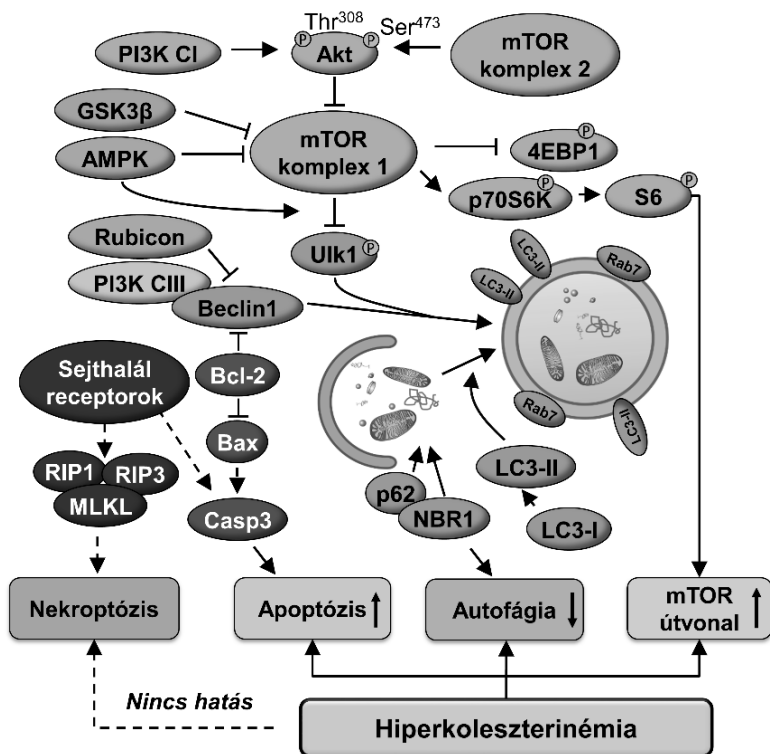 Thr308
Ser473
P
P
PI3K CI
Akt
mTOR
komplex 2
GSK3β
AMPK
mTOR
komplex 1
P
4EBP1
P
p70S6K
P
S6
Rubicon
PI3K CIII
Beclin1
Ulk1
P
LC3-II
LC3-II
Rab7
Rab7
LC3-II
Sejthalál
receptorok
Bcl-2
Bax
RIP1
RIP3
MLKL
Casp3
p62
NBR1
LC3-II
LC3-I
Nekroptózis
Apoptózis
Autofágia
mTOR
útvonal
Nincs hatás
Hiperkoleszterinémia